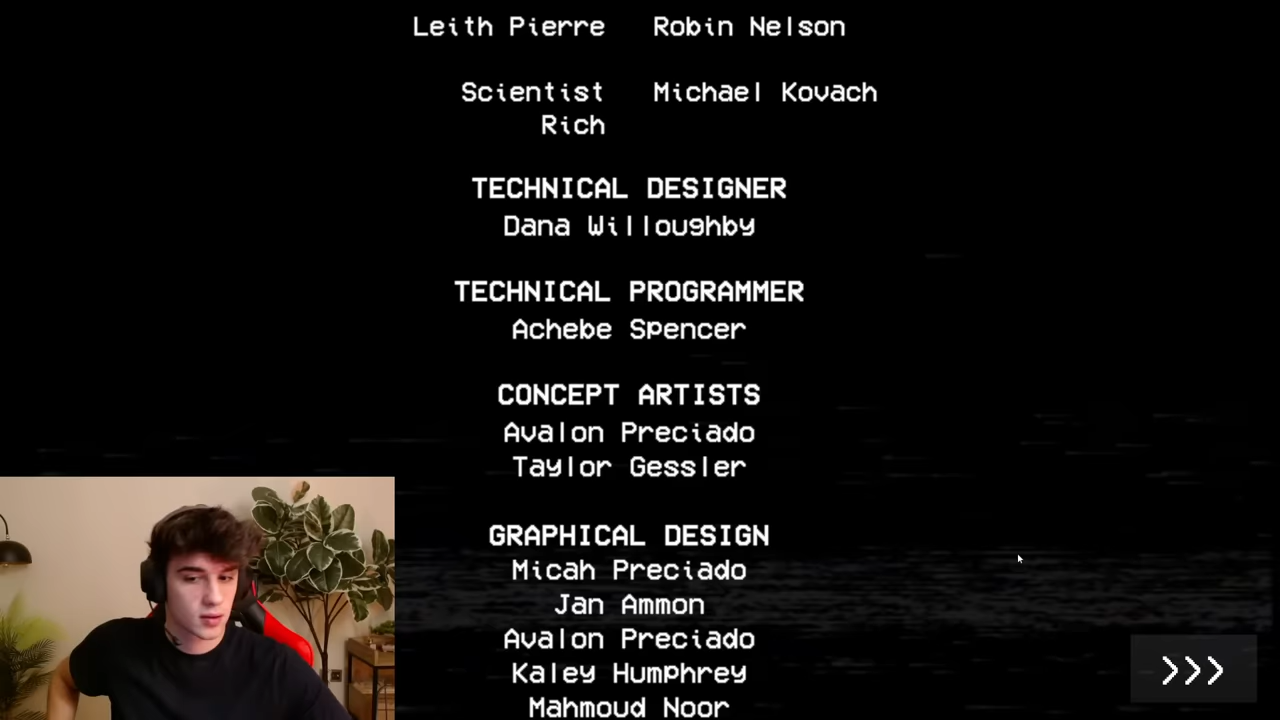 Leith Pierre Robin Nelson
Scientist Rich Michael Kovach
TECHNICAL DESIGNER
Dana Willoughby
TECHNICAL PROGRAMMER
Achebe Spencer
CONCEPT ARTISTS
Avalon Preciado
Taylor Gessler
GRAPHICAL DESIGN
Micah Preciado
Jan Ammon
Avalon Preciado
Kaley Humphrey
Mahmoud Noor
>>>